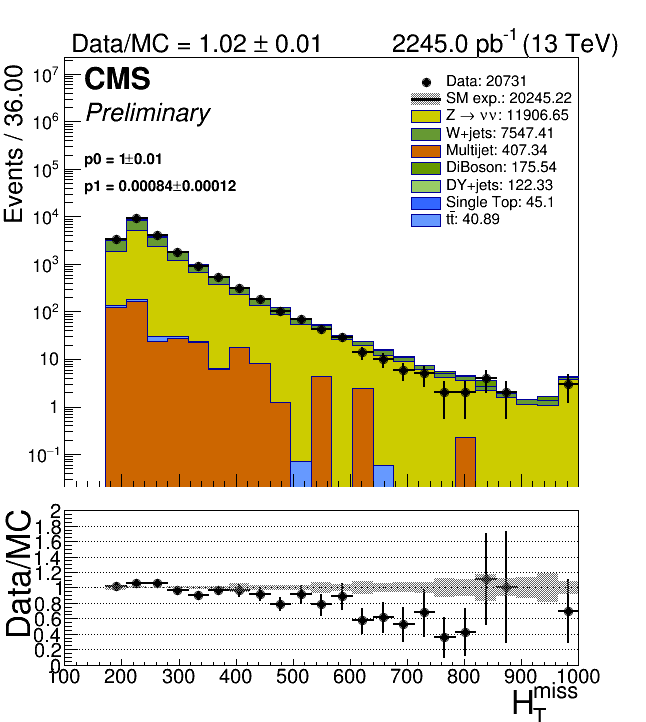 Data/MC = 1.02 ± 0.01 2245.0 pb⁻¹ (13 TeV)
Events / 36.00
10⁷
10⁶
10⁵
10⁴
10³
10²
10
1
10⁻¹
CMS
Preliminary
p0 = 1±0.01
p1 = 0.00084±0.00012
Data: 20731
SM exp.: 20245.22
Z → νν: 11906.65
W+jets: 7547.41
Multijet: 407.34
DiBoson: 175.54
DY+jets: 122.33
Single Top: 45.1
tt̄: 40.89
Data/MC
2
1.8
1.6
1.4
1.2
1
0.8
0.6
0.4
0.2
0
100 200 300 400 500 600 700 800 900 1000
H_T^miss